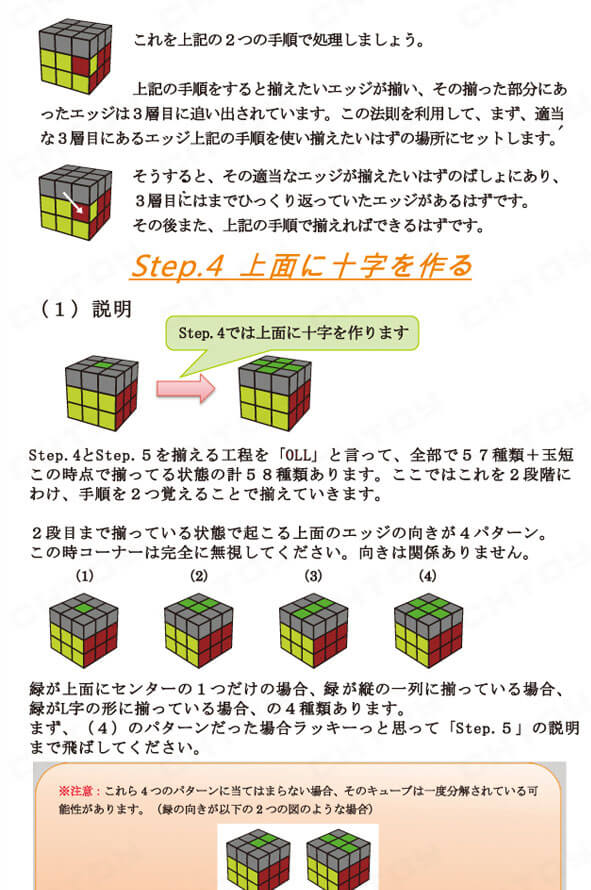 これを上記の２つの手順で処理しましょう。
上記の手順をすると揃えたいエッジが揃い、その揃った部分にあ
ったエッジは３層目に追い出されています。この法則を利用して、まず、適当
な３層目にあるエッジ上記の手順を使い揃えたいはずの場所にセットします。
そうすると、その適当なエッジが揃えたいはずのばしょにあり、
３層目にはまでひっくり返っていたエッジがあるはずです。
その後また、上記の手順で揃えればできるはずです。
Step.4 上面に十字を作る
（１）説明
Step.4では上面に十字を作ります
Step.4とStep.５を揃える工程を「OLL」と言って、全部で５７種類＋玉短
この時点で揃ってる状態の計５８種類あります。ここではこれを２段階に
わけ、手順を２つ覚えることで揃えていきます。
２段目まで揃っている状態で起こる上面のエッジの向きが４パターン。
この時コーナーは完全に無視してください。向きは関係ありません。
(1) (2) (3) (4)
緑が上面にセンターの１つだけの場合、緑が縦の一列に揃っている場合、
緑がL字の形に揃っている場合、の４種類あります。
まず、（４）のパターンだった場合ラッキーっと思って「Step.５」の説明
まで飛ばしてください。
※注意：これら４つのパターンに当てはまらない場合、そのキューブは一度分解されている可
能性があります。（緑の向きが以下の２つの図のような場合）
CHTOY